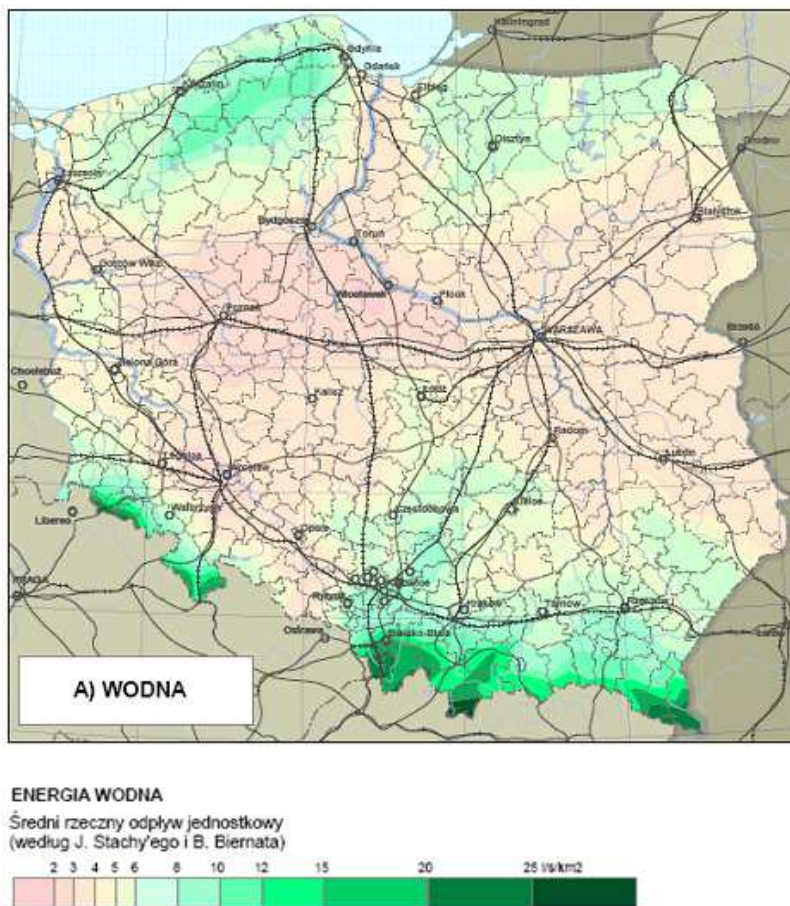 Kaliningrad
Gdynia
Gdańsk
Elbląg
Olsztyn
Grodno
Białystok
Bydgoszcz
Toruń
Gorzów Wlkp
Włocławek
Płock
Poznań
WARSZAWA
Brześć
Zielona Góra
Choelebuż
Kalisz
Łódź
Radom
Lublin
Legnica
Wrocław
Wałbrzych
Liberec
Opole
Częstochowa
Kielce
PRAGA
Rybnik
Kraków
Tarnów
Rzeszów
Ostrawa
Bielsko-Biała
Lwów
A) WODNA
ENERGIA WODNA
Średni rzeczny odpływ jednostkowy
(według J. Stachy'ego i B. Biernata)
2 3 4 5 6 8 10 12 15 20 25 l/s/km2